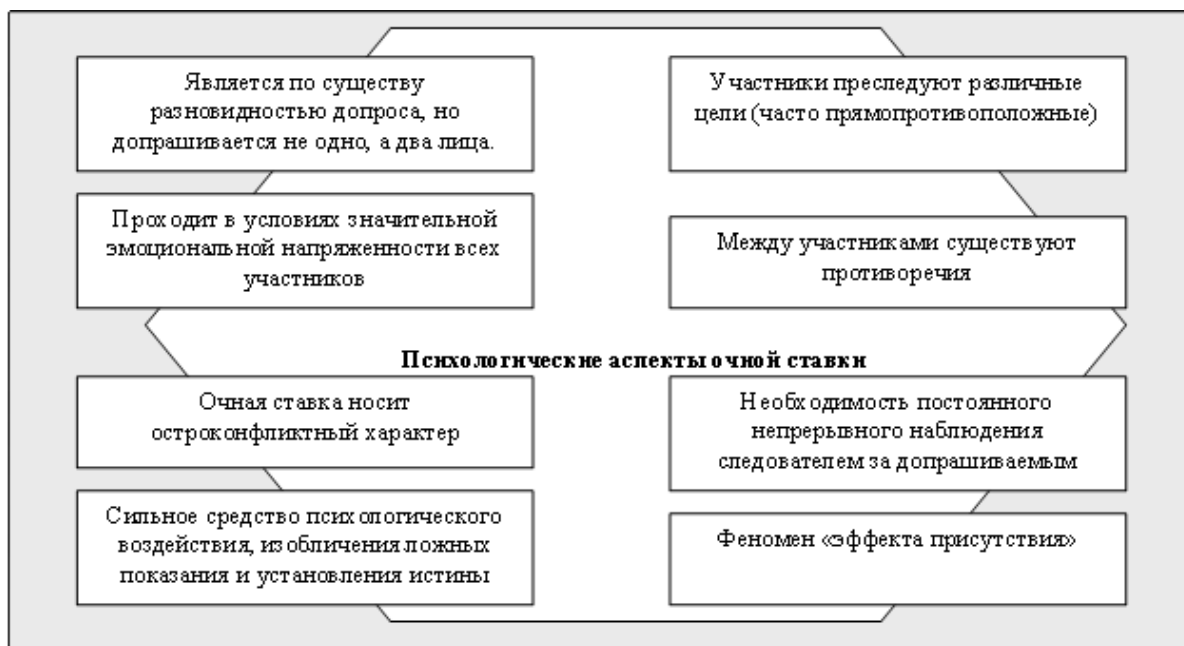 Является по существу
разновидностью допроса, но
допрашивается не одно, а два лица.
Участники преследуют различные
цели (часто прямопротивоположные)
Проходит в условиях значительной
эмоциональной напряженности всех
участников
Между участниками существуют
противоречия
Психологические аспекты очной ставки
Очная ставка носит
остроконфликтный характер
Необходимость постоянного
непрерывного наблюдения
следователем за допрашиваемым
Сильное средство психологического
воздействия, изобличения ложных
показания и установления истины
Феномен «эффекта присутствия»